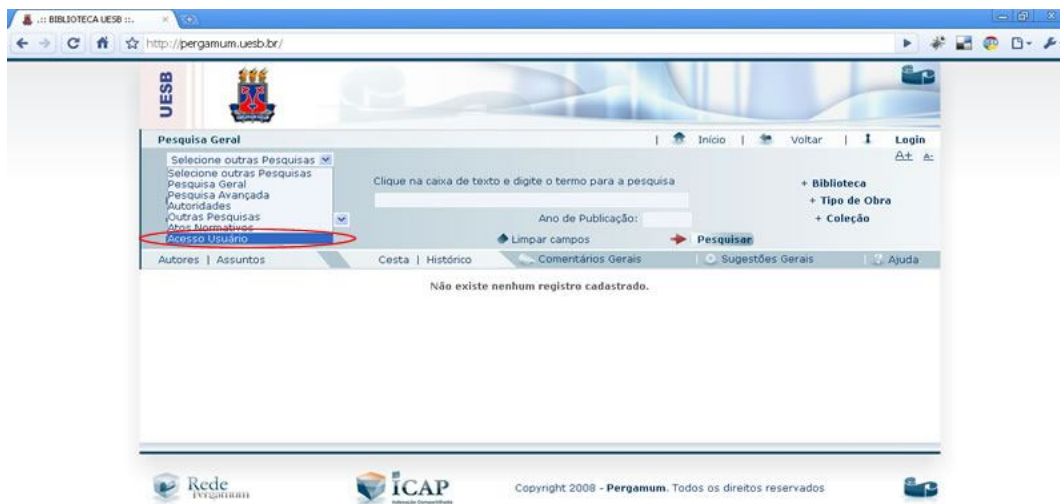 .:: BIBLIOTECA UESB ::.
http://pergamum.uesb.br/
UESB
Pesquisa Geral | Início | Voltar | Login
Selecione outras Pesquisas A+ A-
Selecione outras Pesquisas
Pesquisa Geral
Pesquisa Avançada
Autoridades
Outras Pesquisas
Atos Normativos
Acesso Usuário
Clique na caixa de texto e digite o termo para a pesquisa
+ Biblioteca
+ Tipo de Obra
Ano de Publicação: + Coleção
Limpar campos Pesquisar
Autores | Assuntos Cesta | Histórico Comentários Gerais | Sugestões Gerais | Ajuda
Não existe nenhum registro cadastrado.
Rede Pergamum
ICAP
Copyright 2008 - Pergamum. Todos os direitos reservados